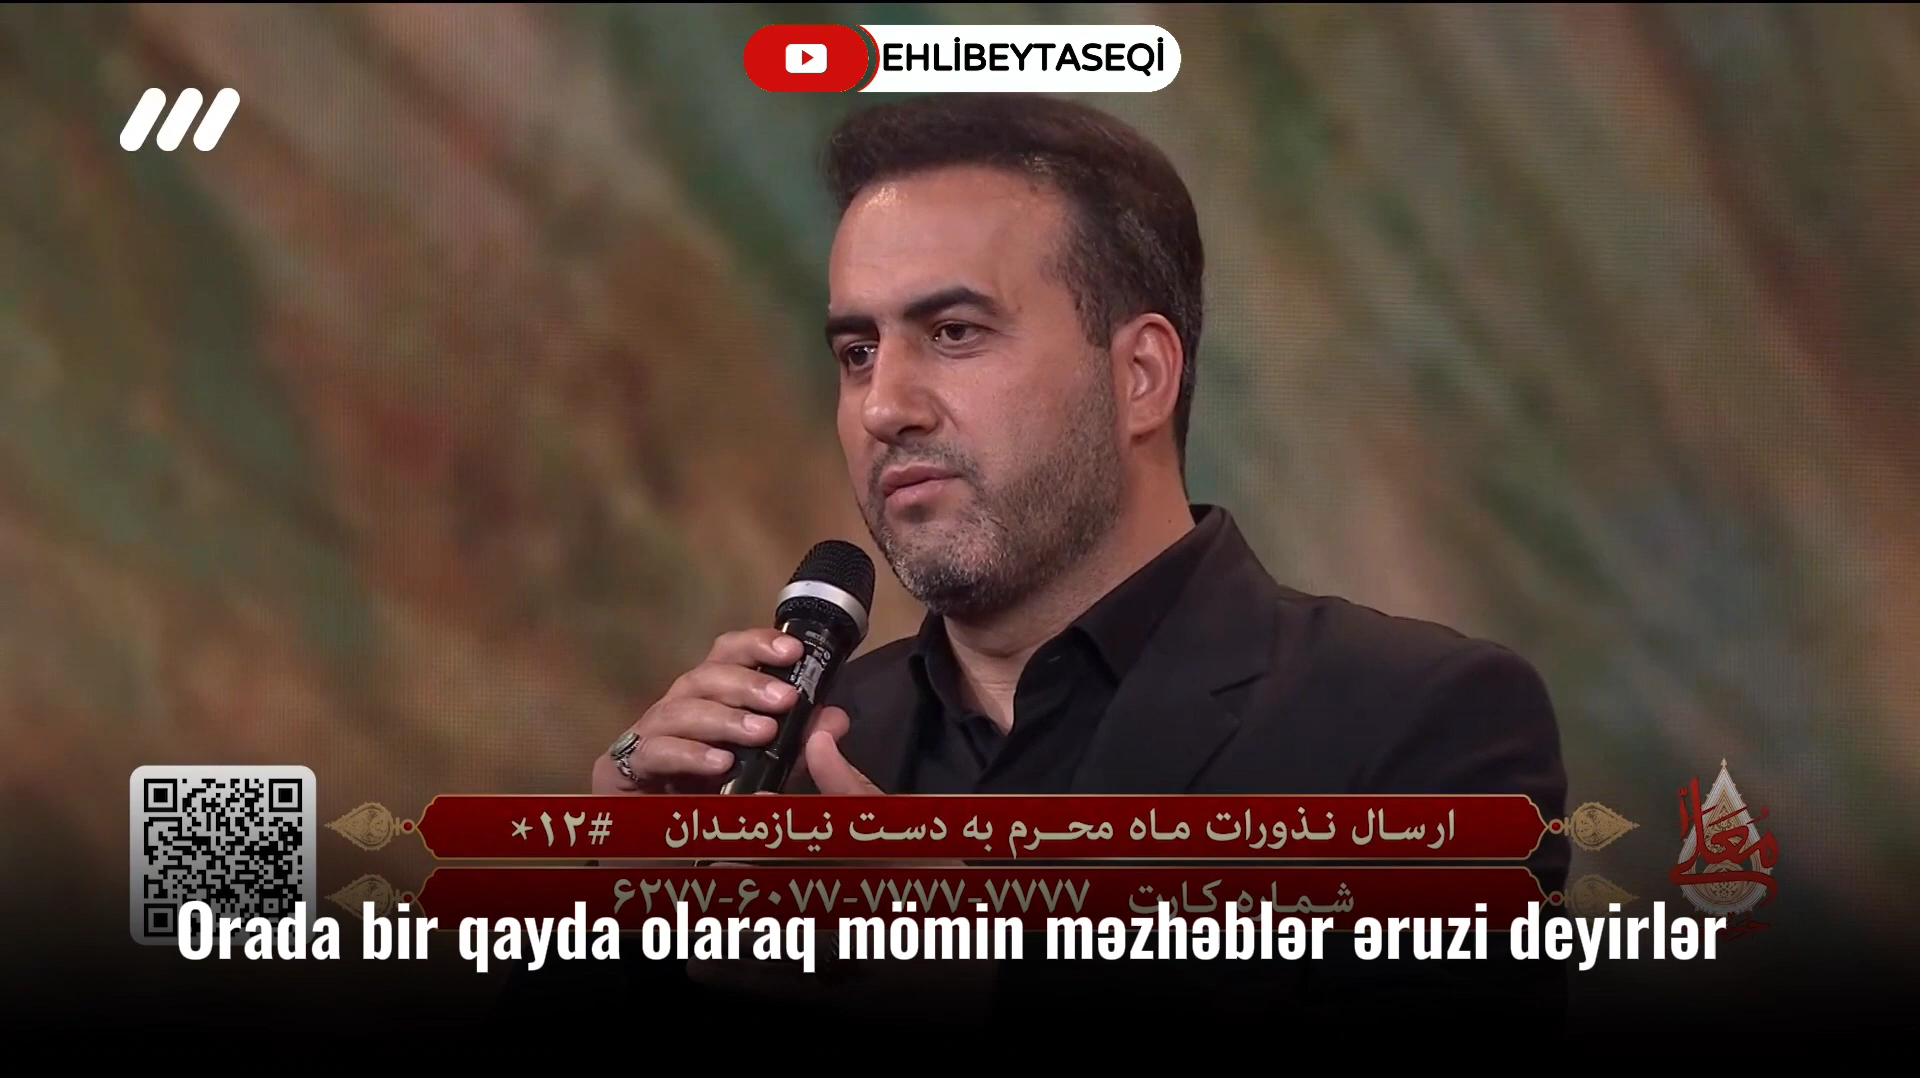 EHLİBEYTASEQİ
ارسال نذورات ماه محرم به دست نیازمندان *۱۲#
شماره کارت ۶۲۷۷-۶۰۷۷-۷۷۷۷-۷۷۷۷
معلّی
Orada bir qayda olaraq mömin məzhəblər əruzi deyirlər